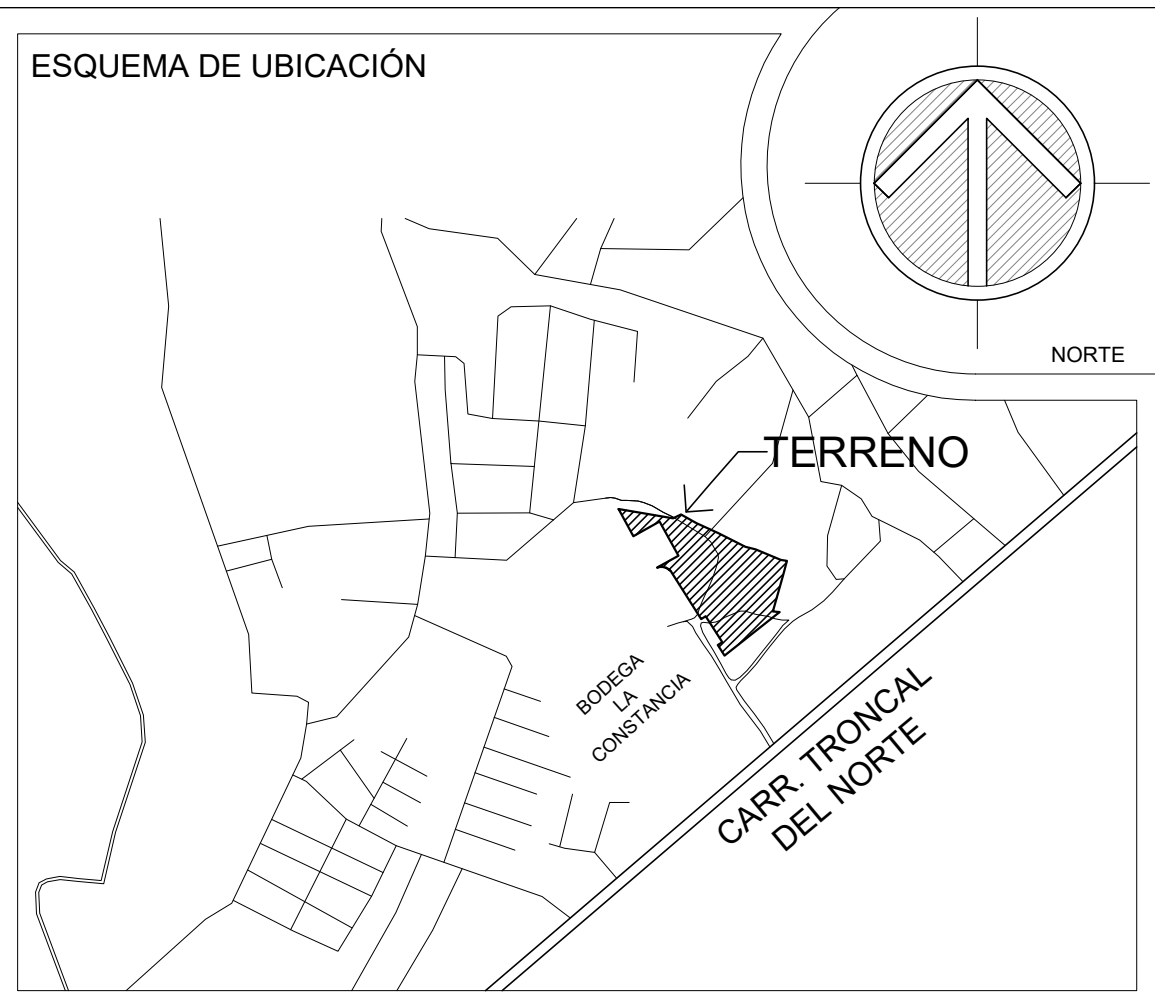 ESQUEMA DE UBICACIÓN
NORTE
TERRENO
BODEGA
LA
CONSTANCIA
CARR. TRONCAL
DEL NORTE